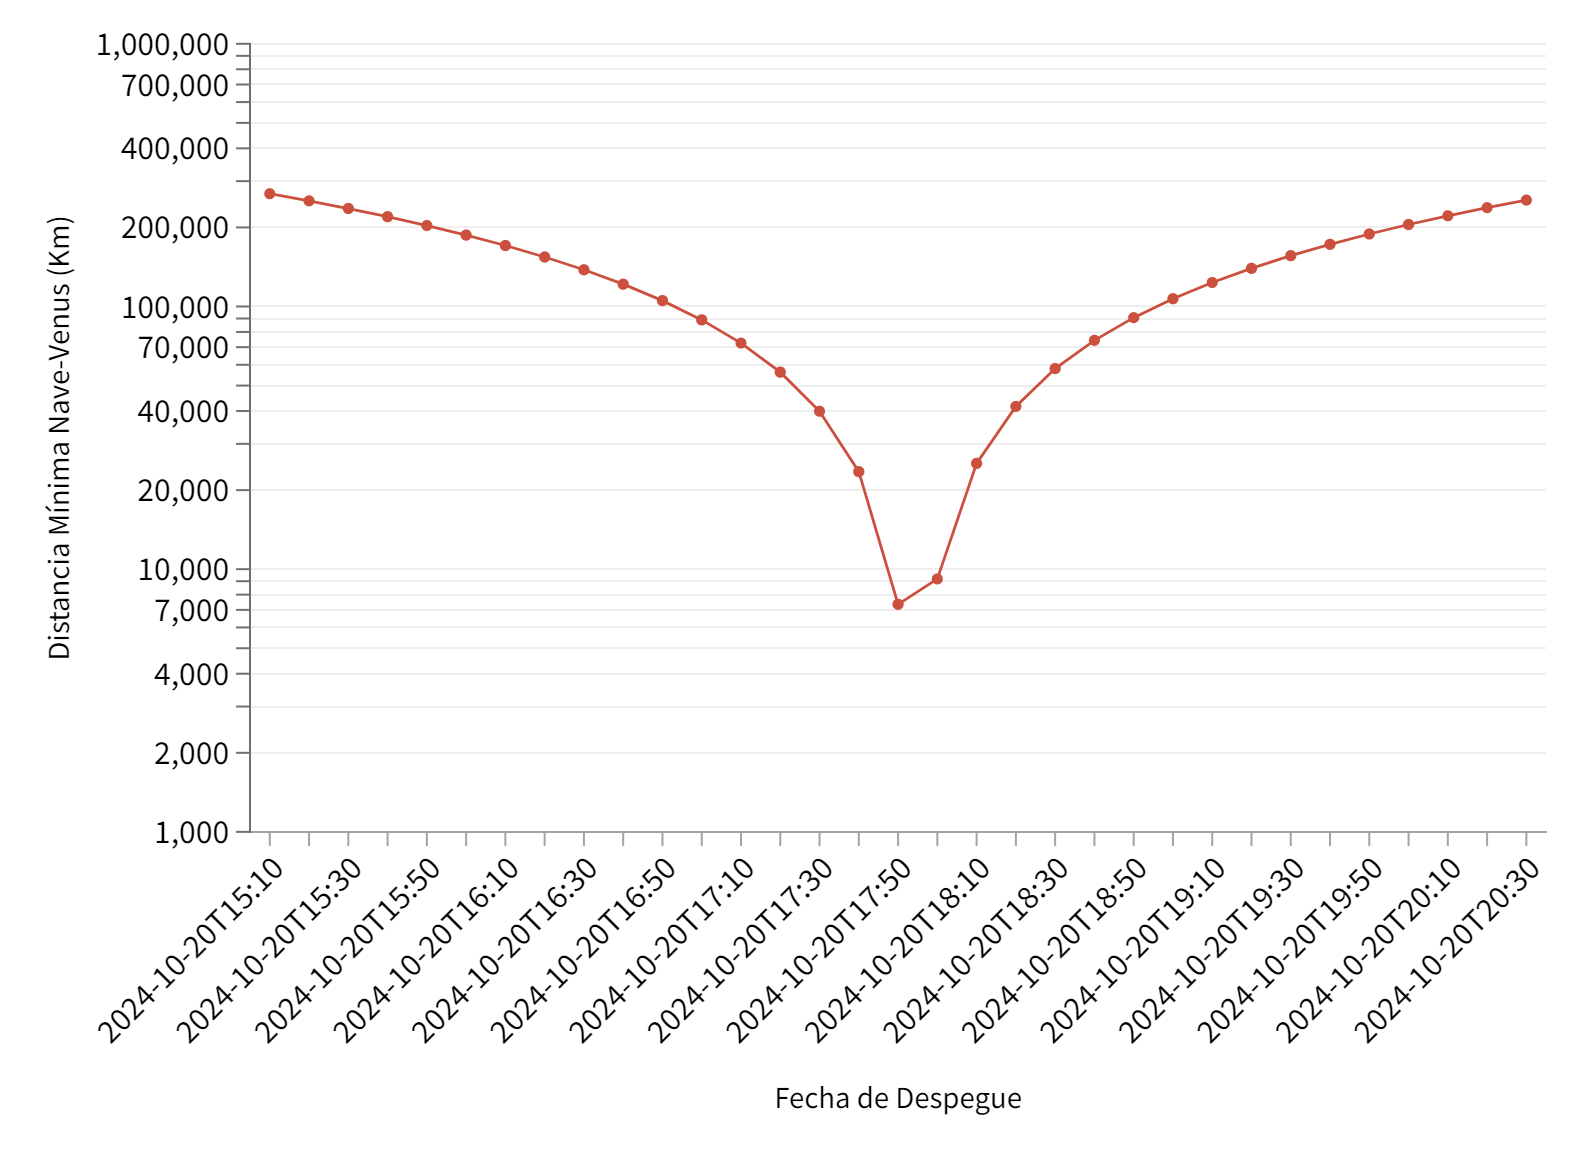 1,000,000
700,000
400,000
200,000
100,000
70,000
40,000
20,000
10,000
7,000
4,000
2,000
1,000
Distancia Mínima Nave-Venus (Km)
2024-10-20T15:10
2024-10-20T15:30
2024-10-20T15:50
2024-10-20T16:10
2024-10-20T16:30
2024-10-20T16:50
2024-10-20T17:10
2024-10-20T17:30
2024-10-20T17:50
2024-10-20T18:10
2024-10-20T18:30
2024-10-20T18:50
2024-10-20T19:10
2024-10-20T19:30
2024-10-20T19:50
2024-10-20T20:10
2024-10-20T20:30
Fecha de Despegue